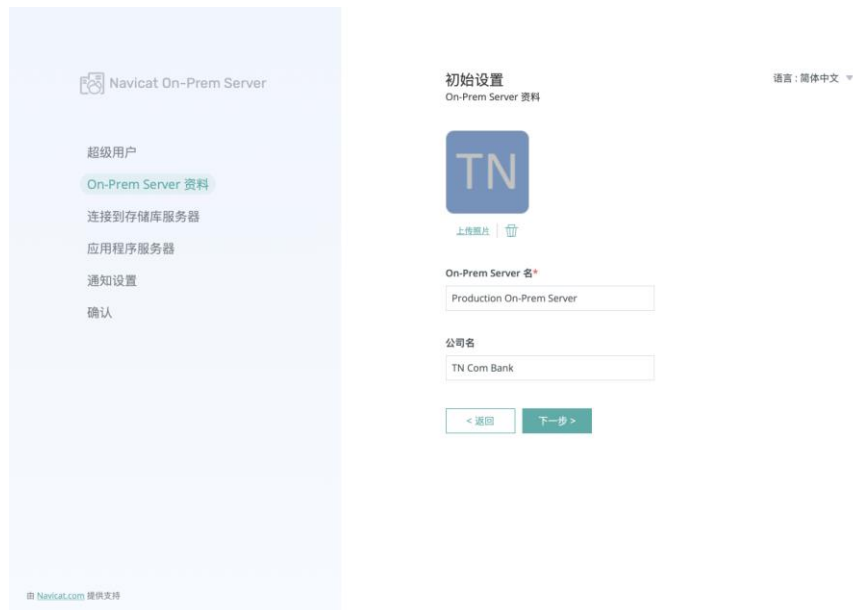 Navicat On-Prem Server
超级用户
On-Prem Server 资料
连接到存储库服务器
应用程序服务器
通知设置
确认
由 Navicat.com 提供支持
初始设置
语言 : 简体中文
On-Prem Server 资料
TN
上传照片
On-Prem Server 名*
Production On-Prem Server
公司名
TN Com Bank
< 返回
下一步 >